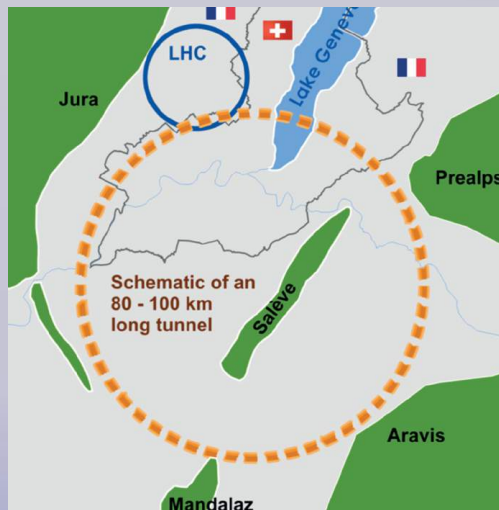 LHC
Lake Geneva
Jura
Prealps
Schematic of an
80 - 100 km
long tunnel
Salève
Aravis
Mandalaz